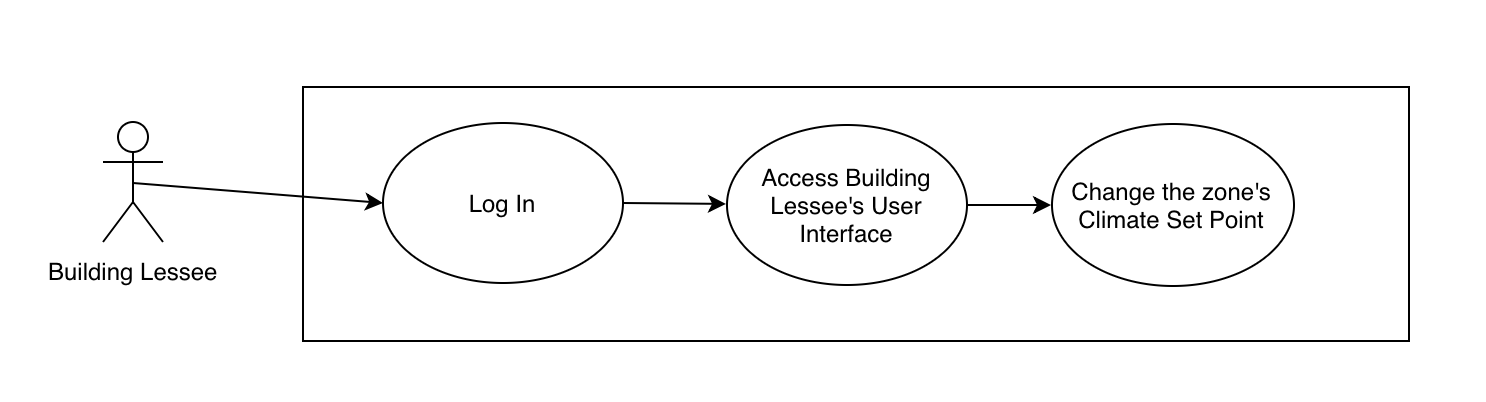 Log In
Access Building
Lessee's User
Interface
Change the zone's
Climate Set Point
Building Lessee